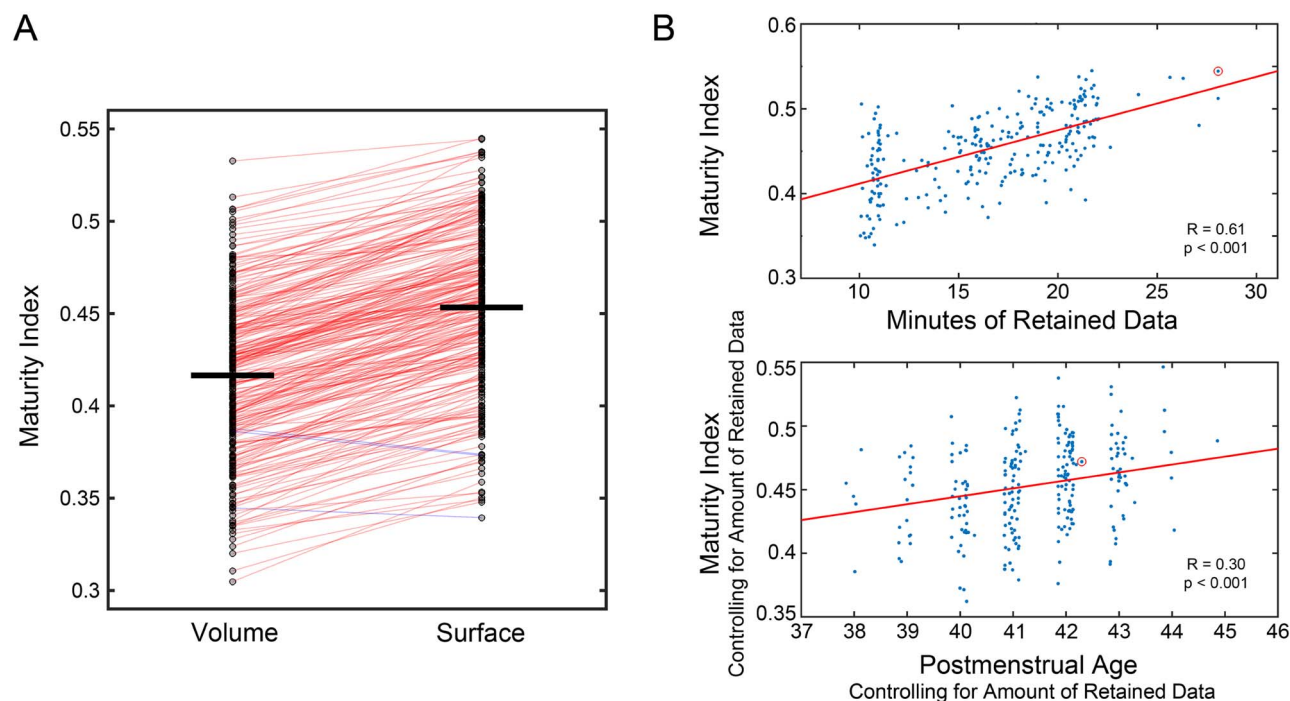 A
Maturity Index
0.55
0.5
0.45
0.4
0.35
0.3
Volume
Surface
B
Maturity Index
0.6
0.5
0.4
0.3
R = 0.61
p < 0.001
10
15
20
25
30
Minutes of Retained Data
Maturity Index
Controlling for Amount of Retained Data
0.55
0.5
0.45
0.4
0.35
R = 0.30
p < 0.001
37
38
39
40
41
42
43
44
45
46
Postmenstrual Age
Controlling for Amount of Retained Data